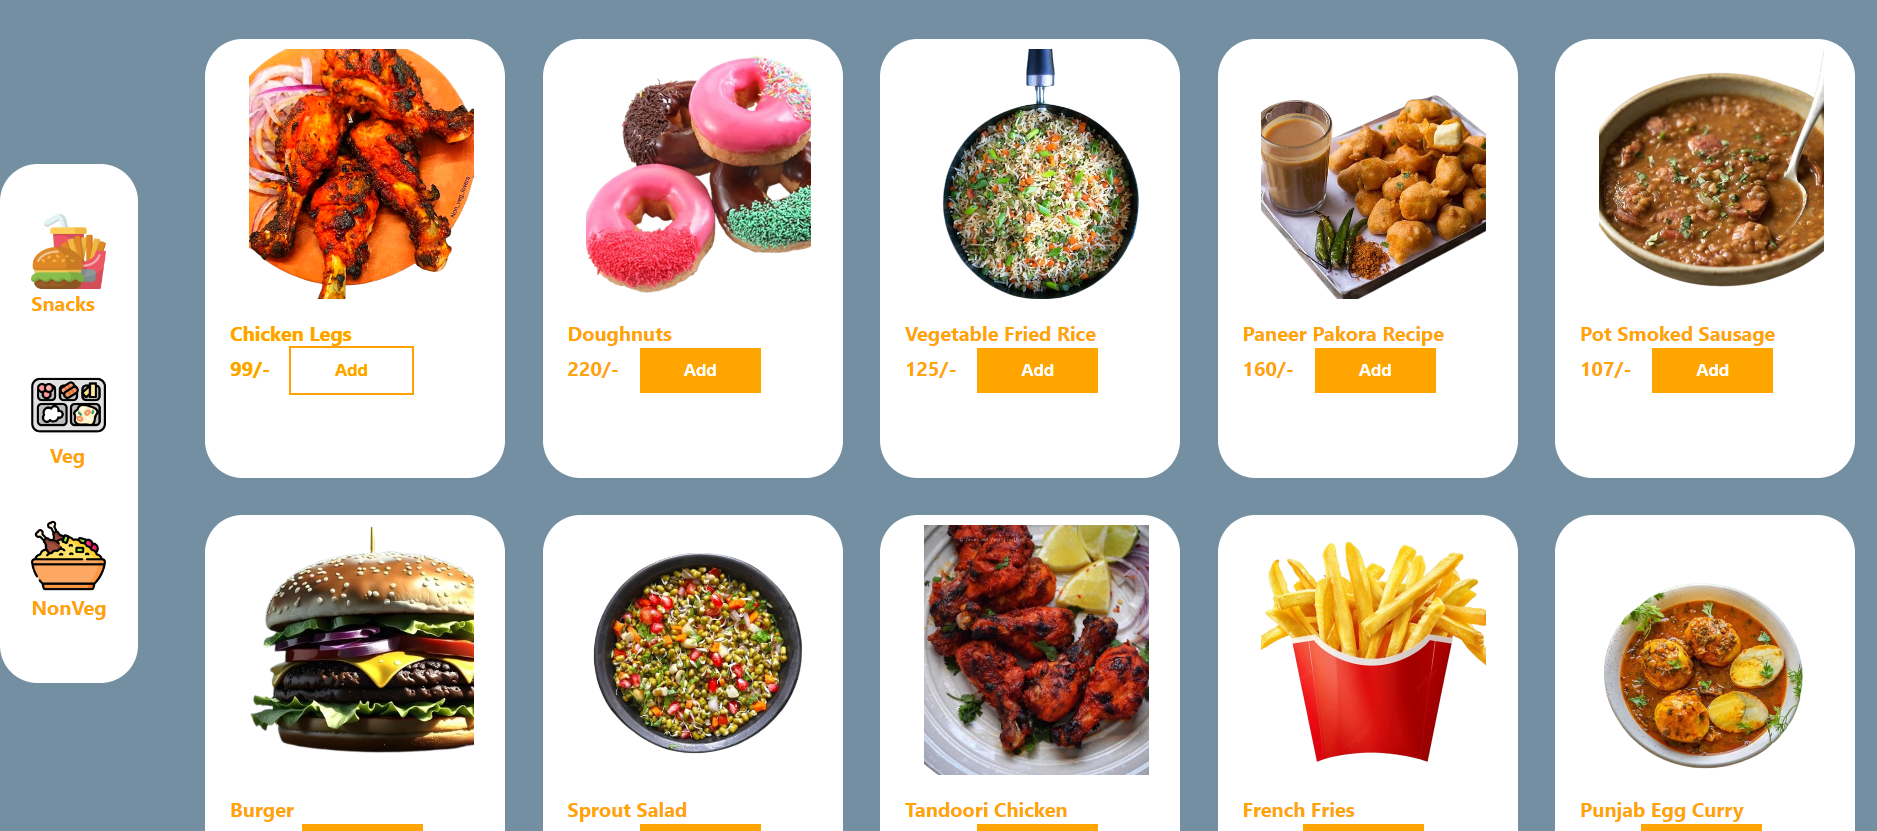 Snacks
Veg
NonVeg
Chicken Legs
99/- Add
Doughnuts
220/- Add
Vegetable Fried Rice
125/- Add
Paneer Pakora Recipe
160/- Add
Pot Smoked Sausage
107/- Add
Burger
Sprout Salad
Tandoori Chicken
French Fries
Punjab Egg Curry